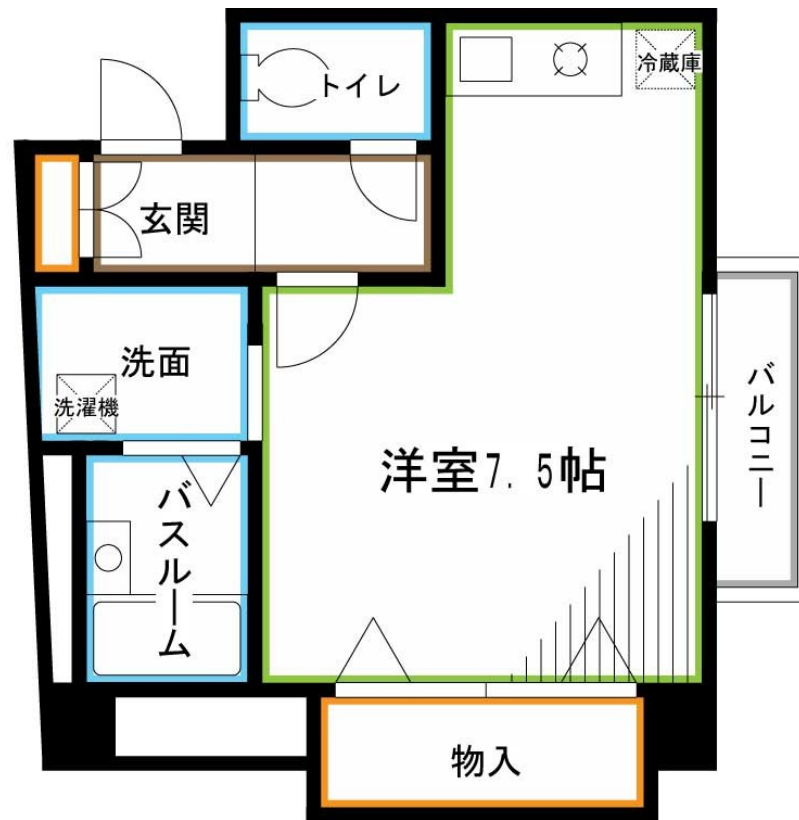 トイレ
冷蔵庫
玄関
洗面
洗濯機
バルコニー
洋室7.5帖
バスルーム
物入